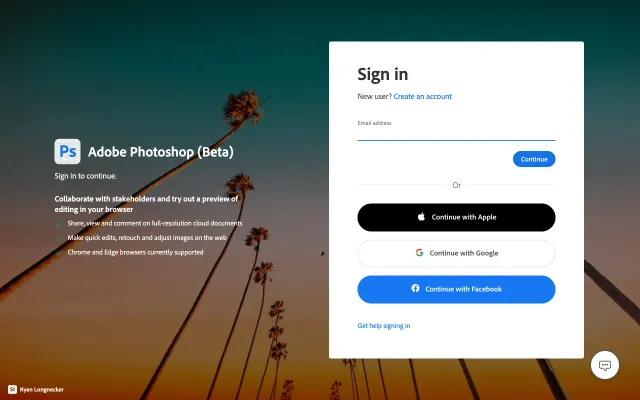 Ps Adobe Photoshop (Beta)
Sign in to continue.
Collaborate with stakeholders and try out a preview of
editing in your browser
Share, view and comment on full-resolution cloud documents
Make quick edits, retouch and adjust images on the web
Chrome and Edge browsers currently supported
St Ryan Longnecker
Sign in
New user? Create an account
Email address
Continue
Or
Continue with Apple
Continue with Google
Continue with Facebook
Get help signing in